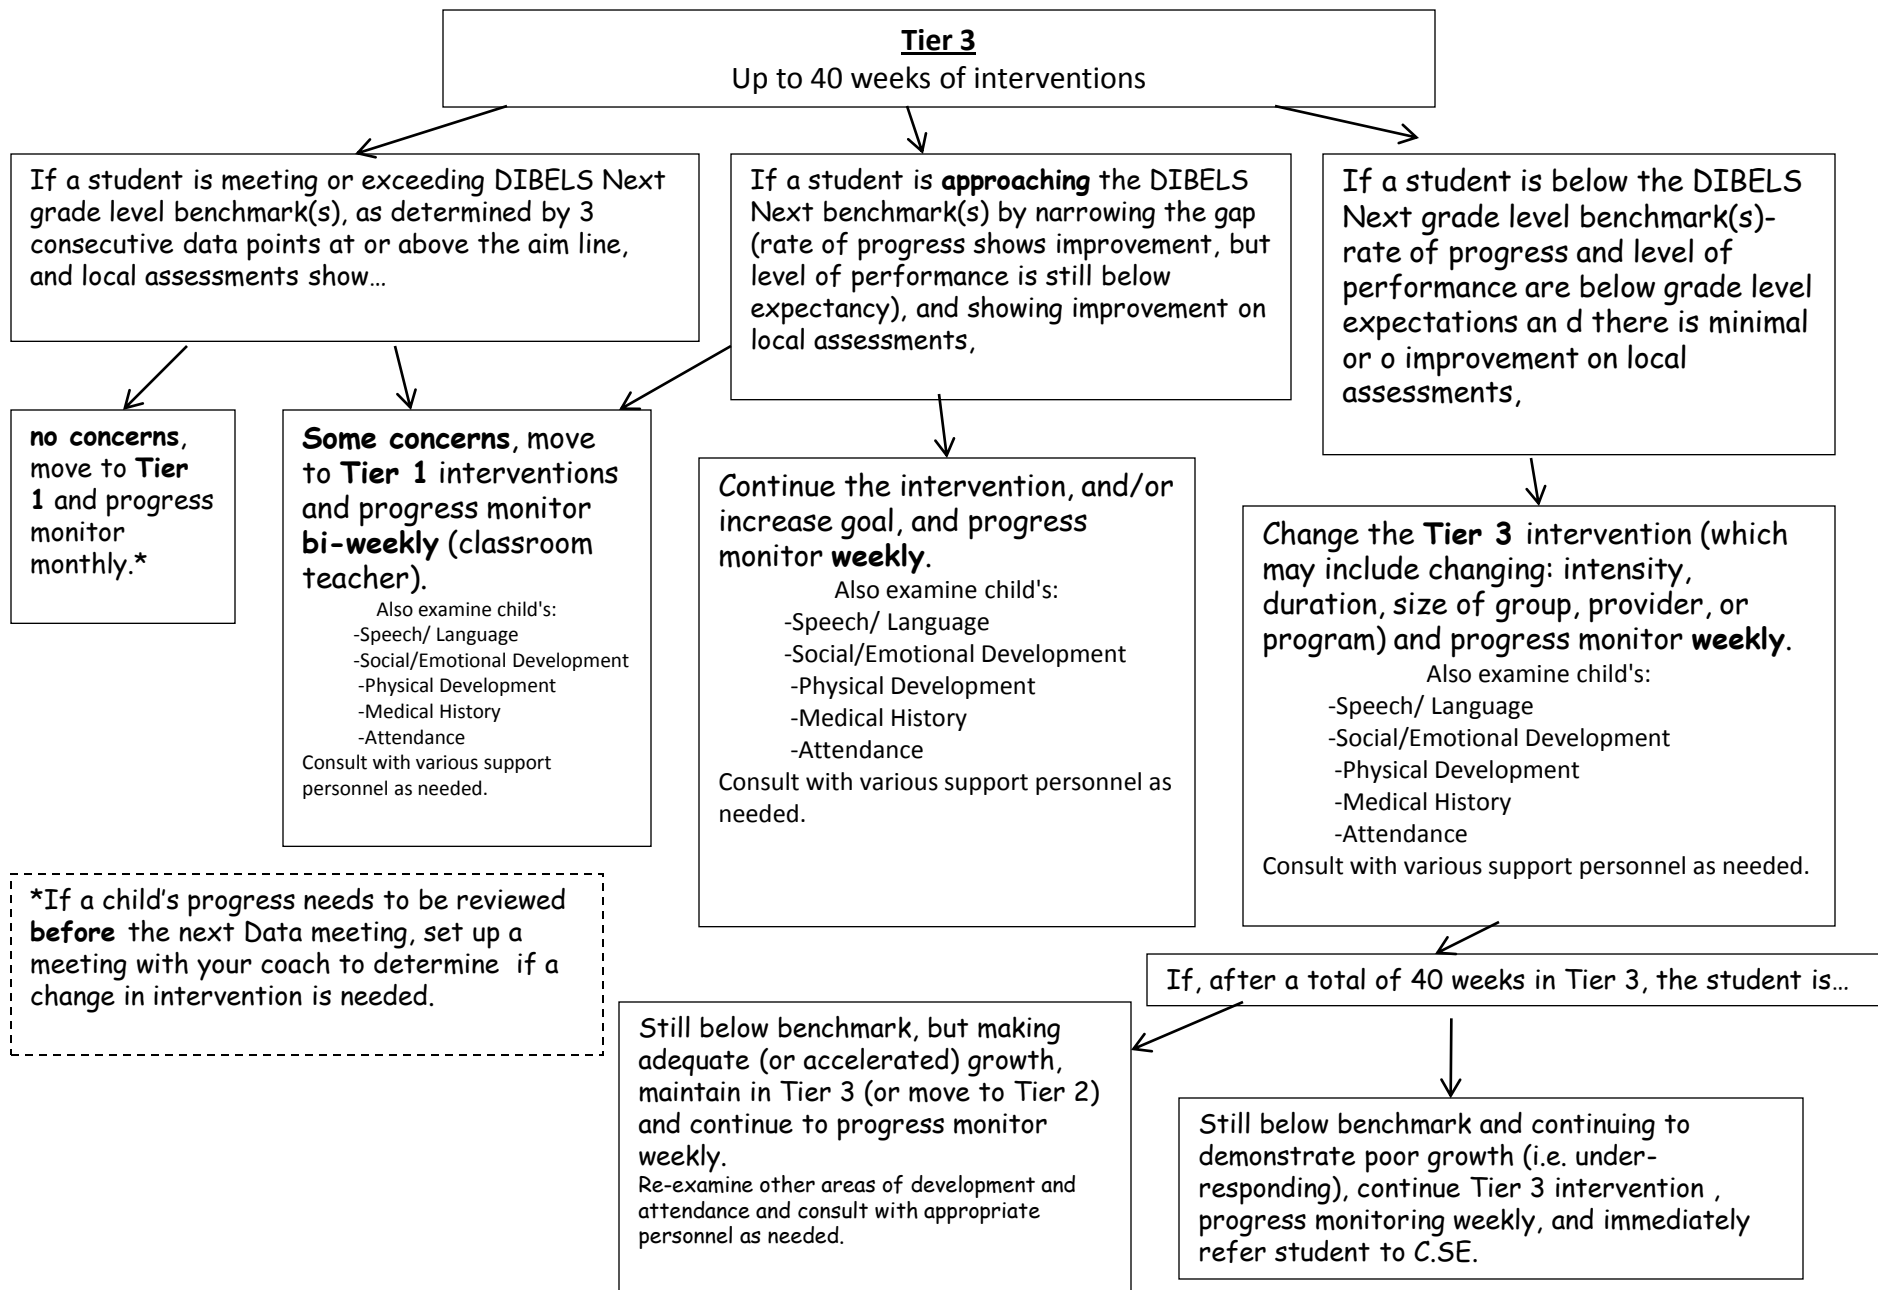 Tier 3
Up to 40 weeks of interventions
If a student is meeting or exceeding DIBELS Next
grade level benchmark(s), as determined by 3
consecutive data points at or above the aim line,
and local assessments show…
If a student is approaching the DIBELS
Next benchmark(s) by narrowing the gap
(rate of progress shows improvement, but
level of performance is still below
expectancy), and showing improvement on
local assessments,
If a student is below the DIBELS
Next grade level benchmark(s)-
rate of progress and level of
performance are below grade level
expectations an d there is minimal
or o improvement on local
assessments,
no concerns,
move to Tier
1 and progress
monitor
monthly.*
Some concerns, move
to Tier 1 interventions
and progress monitor
bi-weekly (classroom
teacher).
Also examine child's:
-Speech/ Language
-Social/Emotional Development
-Physical Development
-Medical History
-Attendance
Consult with various support
personnel as needed.
Continue the intervention, and/or
increase goal, and progress
monitor weekly.
Also examine child's:
-Speech/ Language
-Social/Emotional Development
-Physical Development
-Medical History
-Attendance
Consult with various support personnel as
needed.
Change the Tier 3 intervention (which
may include changing: intensity,
duration, size of group, provider, or
program) and progress monitor weekly.
Also examine child's:
-Speech/ Language
-Social/Emotional Development
-Physical Development
-Medical History
-Attendance
Consult with various support personnel as needed.
*If a child's progress needs to be reviewed
before the next Data meeting, set up a
meeting with your coach to determine if a
change in intervention is needed.
If, after a total of 40 weeks in Tier 3, the student is…
Still below benchmark, but making
adequate (or accelerated) growth,
maintain in Tier 3 (or move to Tier 2)
and continue to progress monitor
weekly.
Re-examine other areas of development and
attendance and consult with appropriate
personnel as needed.
Still below benchmark and continuing to
demonstrate poor growth (i.e. under-
responding), continue Tier 3 intervention ,
progress monitoring weekly, and immediately
refer student to C.SE.